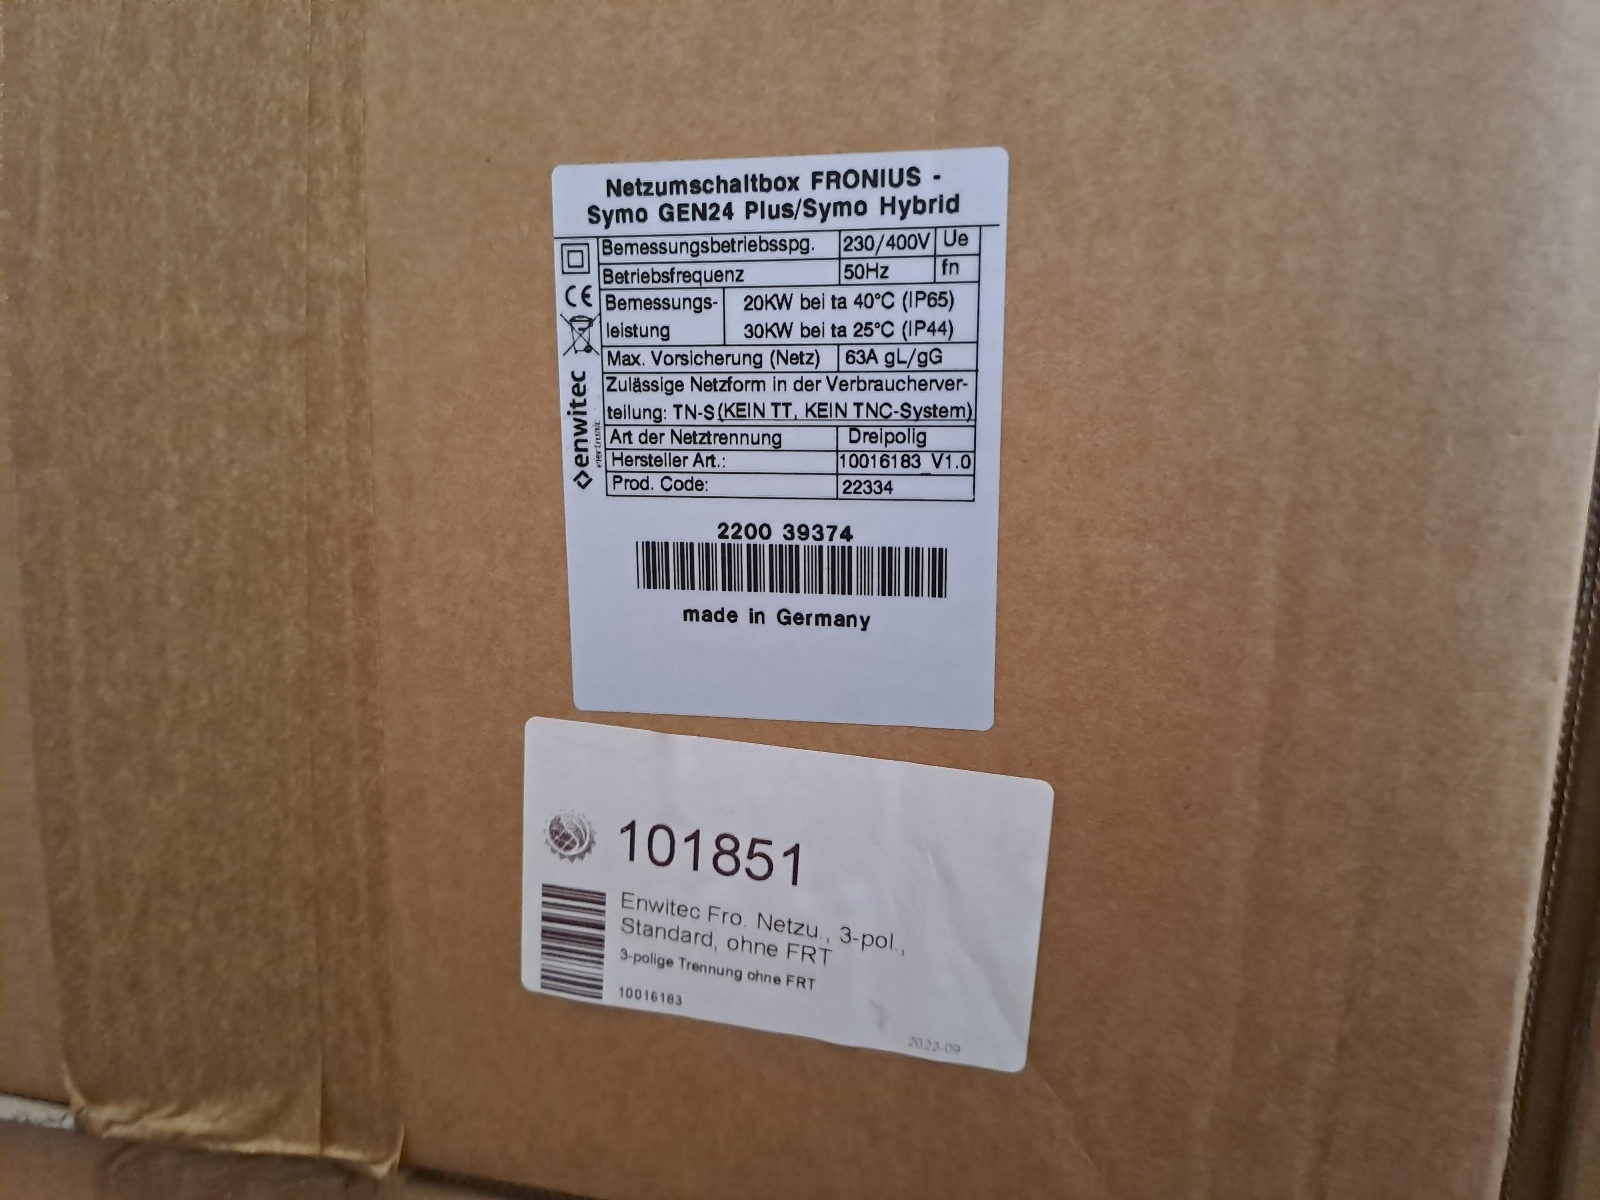 Netzumschaltbox FRONIUS -
Symo GEN24 Plus/Symo Hybrid
Bemessungsbetriebsspg. 230/400V Ue
Betriebsfrequenz 50Hz fn
CE
Bemessungs- 20KW bei ta 40°C (IP65)
leistung 30KW bei ta 25°C (IP44)
Max. Vorsicherung (Netz) 63A gL/gG
Zulässige Netzform in der Verbraucherver-
teilung: TN-S(KEIN TT, KEIN TNC-System)
Art der Netztrennung Dreipolig
Hersteller Art.: 10016183_V1.0
Prod. Code: 22334
enwitec
electronic
2200 39374
made in Germany
101851
Enwitec Fro. Netzu., 3-pol.,
Standard, ohne FRT
3-polige Trennung ohne FRT
10016183
2022-09